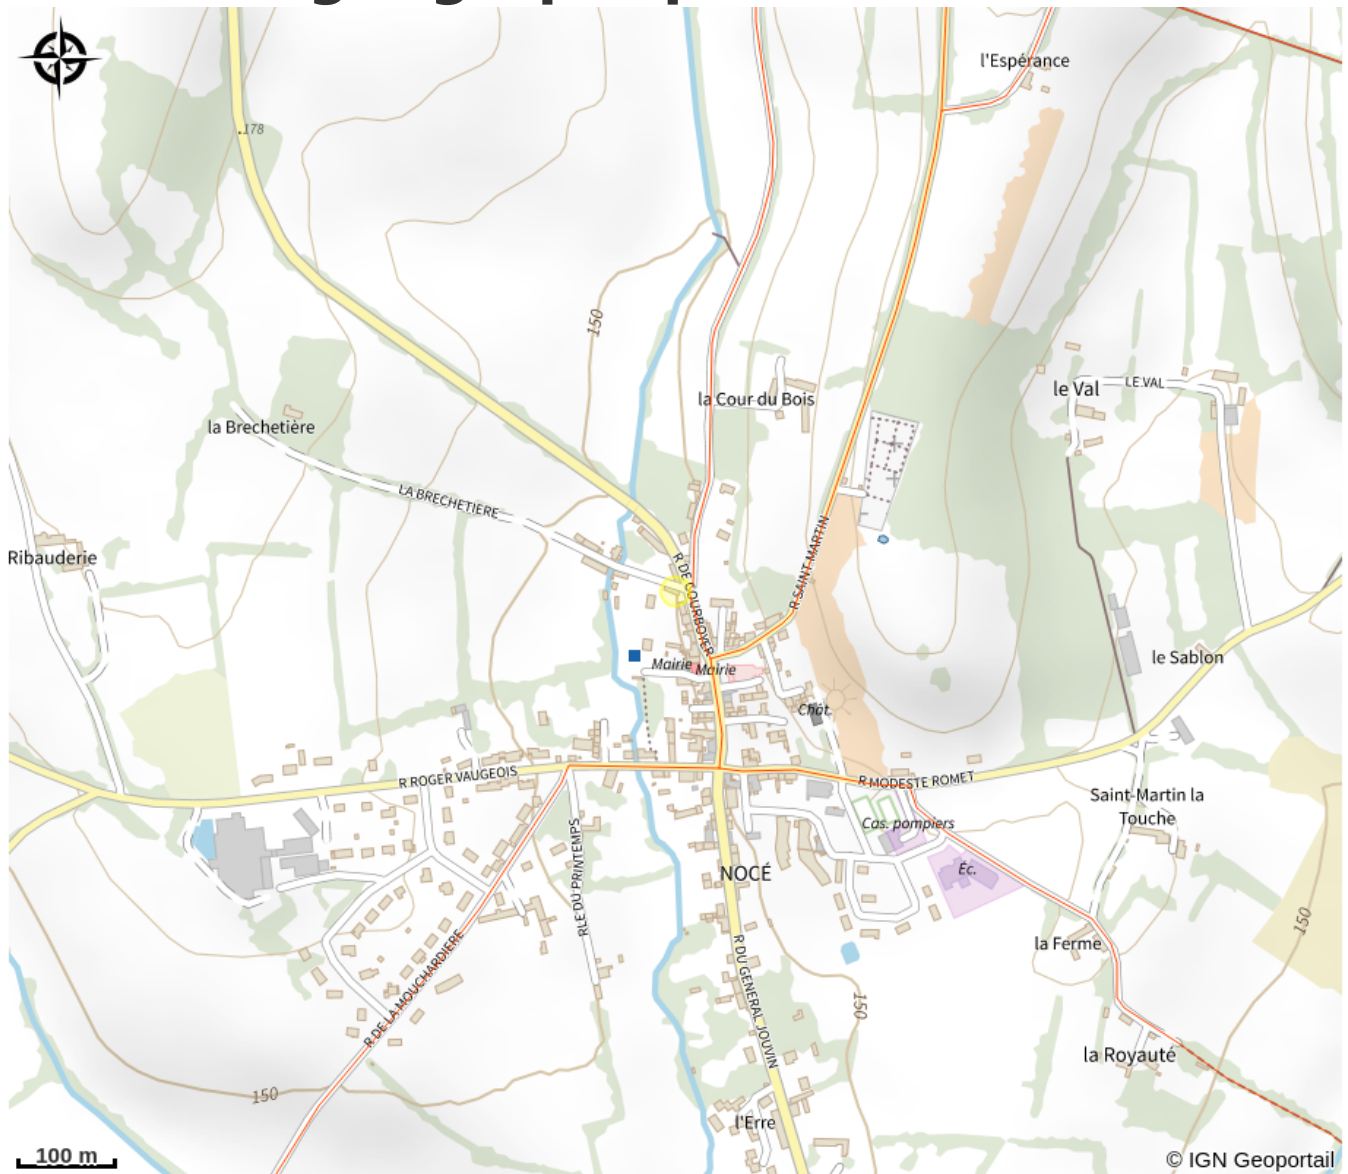 l'Espérance
178
150
la Cour du Bois
le Val
LE VAL
la Brechetière
LA BRECHETIERE
Ribauderie
R DE COURBOYER
R SAINT-MARTIN
le Sablon
Mairie
Mairie
Chât.
R ROGER VAUGEOIS
R MODESTE ROMET
Saint-Martin la
Touche
Cas. pompiers
RLE DU PRINTEMPS
NOCÉ
Éc.
150
la Ferme
R DE LA MOUCHARDIERE
R DU GENERAL JOUVIN
150
la Royauté
150
l'Erre
100 m
© IGN Geoportail